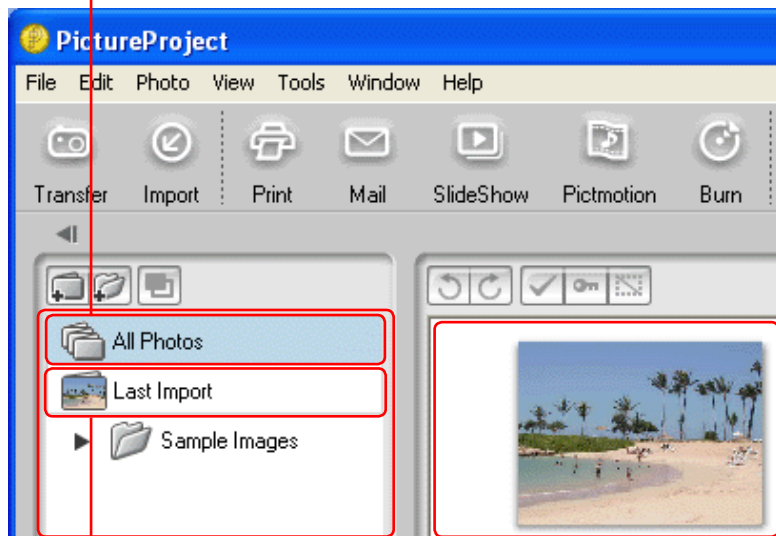 PictureProject
File Edit Photo View Tools Window Help
Transfer Import Print Mail SlideShow Pictmotion Burn
All Photos
Last Import
Sample Images